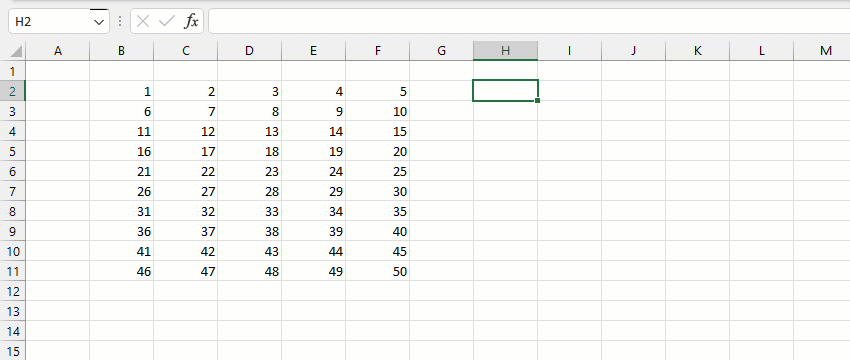 H2 fx
A B C D E F G H I J K L M
1
2 1 2 3 4 5
3 6 7 8 9 10
4 11 12 13 14 15
5 16 17 18 19 20
6 21 22 23 24 25
7 26 27 28 29 30
8 31 32 33 34 35
9 36 37 38 39 40
10 41 42 43 44 45
11 46 47 48 49 50
12
13
14
15